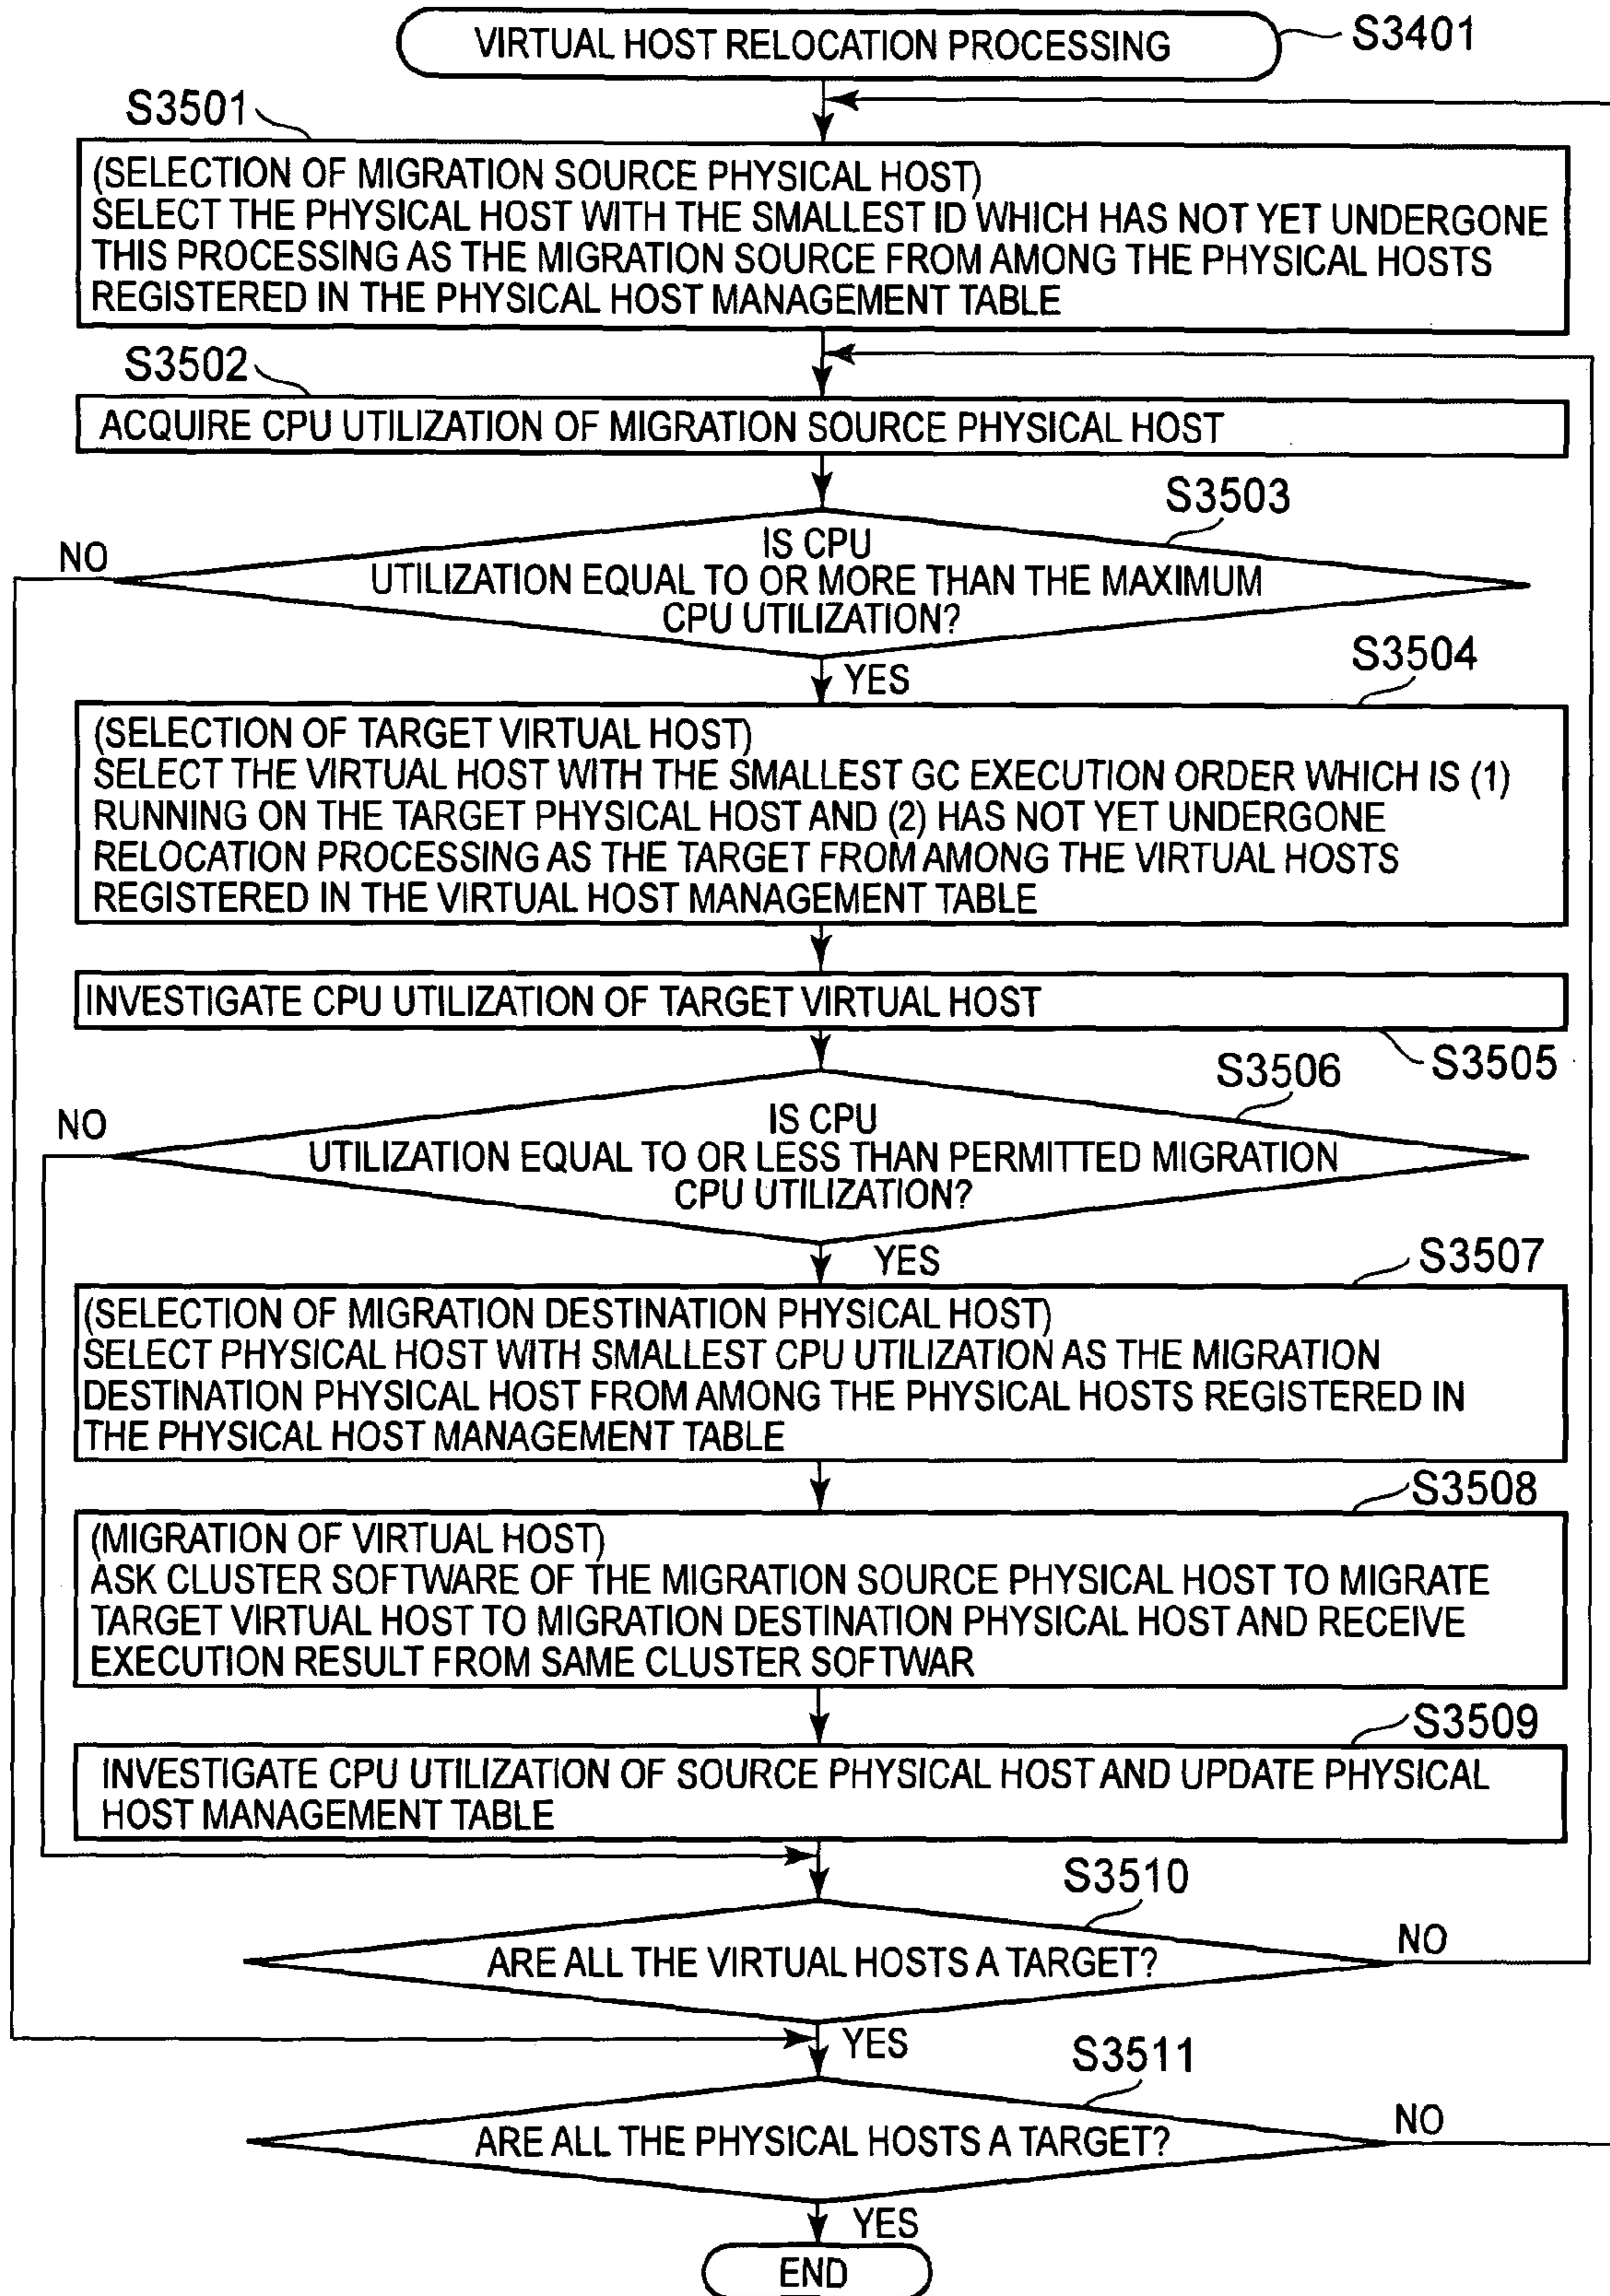 VIRTUAL HOST RELOCATION PROCESSING
S3401
S3501
(SELECTION OF MIGRATION SOURCE PHYSICAL HOST)
SELECT THE PHYSICAL HOST WITH THE SMALLEST ID WHICH HAS NOT YET UNDERGONE
THIS PROCESSING AS THE MIGRATION SOURCE FROM AMONG THE PHYSICAL HOSTS
REGISTERED IN THE PHYSICAL HOST MANAGEMENT TABLE
S3502
ACQUIRE CPU UTILIZATION OF MIGRATION SOURCE PHYSICAL HOST
S3503
NO
IS CPU
UTILIZATION EQUAL TO OR MORE THAN THE MAXIMUM
CPU UTILIZATION?
YES
S3504
(SELECTION OF TARGET VIRTUAL HOST)
SELECT THE VIRTUAL HOST WITH THE SMALLEST GC EXECUTION ORDER WHICH IS (1)
RUNNING ON THE TARGET PHYSICAL HOST AND (2) HAS NOT YET UNDERGONE
RELOCATION PROCESSING AS THE TARGET FROM AMONG THE VIRTUAL HOSTS
REGISTERED IN THE VIRTUAL HOST MANAGEMENT TABLE
INVESTIGATE CPU UTILIZATION OF TARGET VIRTUAL HOST
S3505
S3506
NO
IS CPU
UTILIZATION EQUAL TO OR LESS THAN PERMITTED MIGRATION
CPU UTILIZATION?
YES
S3507
(SELECTION OF MIGRATION DESTINATION PHYSICAL HOST)
SELECT PHYSICAL HOST WITH SMALLEST CPU UTILIZATION AS THE MIGRATION
DESTINATION PHYSICAL HOST FROM AMONG THE PHYSICAL HOSTS REGISTERED IN
THE PHYSICAL HOST MANAGEMENT TABLE
S3508
(MIGRATION OF VIRTUAL HOST)
ASK CLUSTER SOFTWARE OF THE MIGRATION SOURCE PHYSICAL HOST TO MIGRATE
TARGET VIRTUAL HOST TO MIGRATION DESTINATION PHYSICAL HOST AND RECEIVE
EXECUTION RESULT FROM SAME CLUSTER SOFTWAR
S3509
INVESTIGATE CPU UTILIZATION OF SOURCE PHYSICAL HOST AND UPDATE PHYSICAL
HOST MANAGEMENT TABLE
S3510
ARE ALL THE VIRTUAL HOSTS A TARGET?
NO
YES
S3511
ARE ALL THE PHYSICAL HOSTS A TARGET?
NO
YES
END